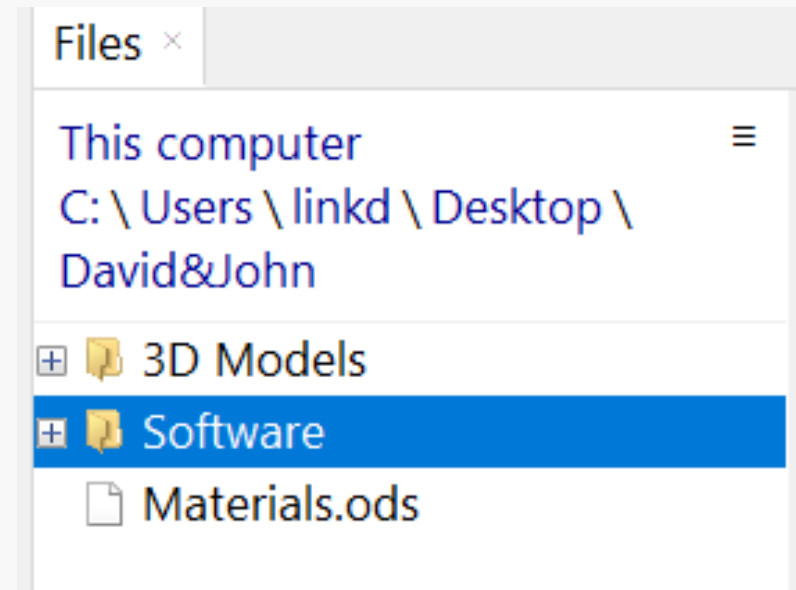 Files ×
This computer ≡
C: \ Users \ linkd \ Desktop \
David&John
3D Models
Software
Materials.ods